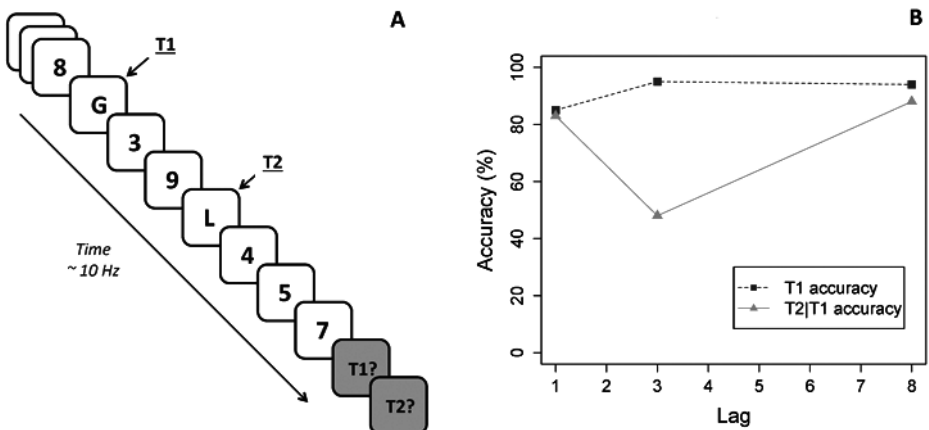 A
8
T1
G
3
9
T2
L
4
5
7
T1?
T2?
Time
~ 10 Hz
B
Accuracy (%)
100
80
60
40
20
0
T1 accuracy
T2|T1 accuracy
1 2 3 4 5 6 7 8
Lag